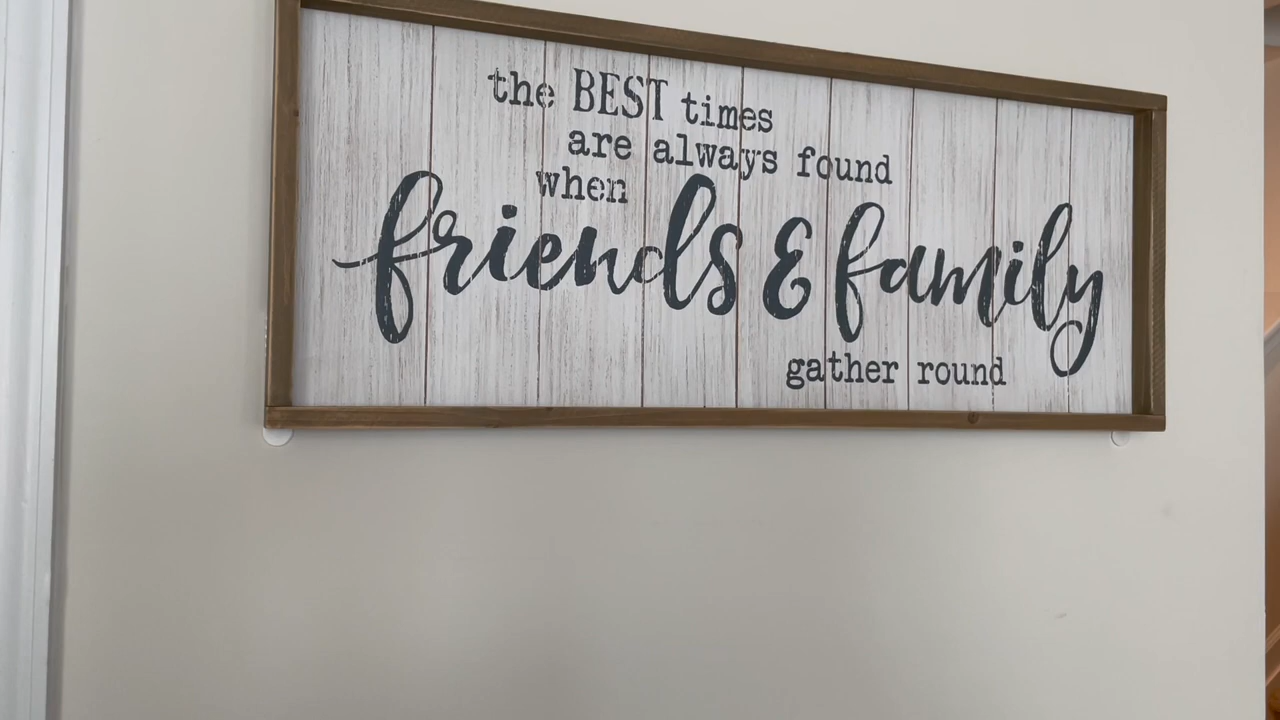 the BEST times
are always found
when
friends & family
gather round